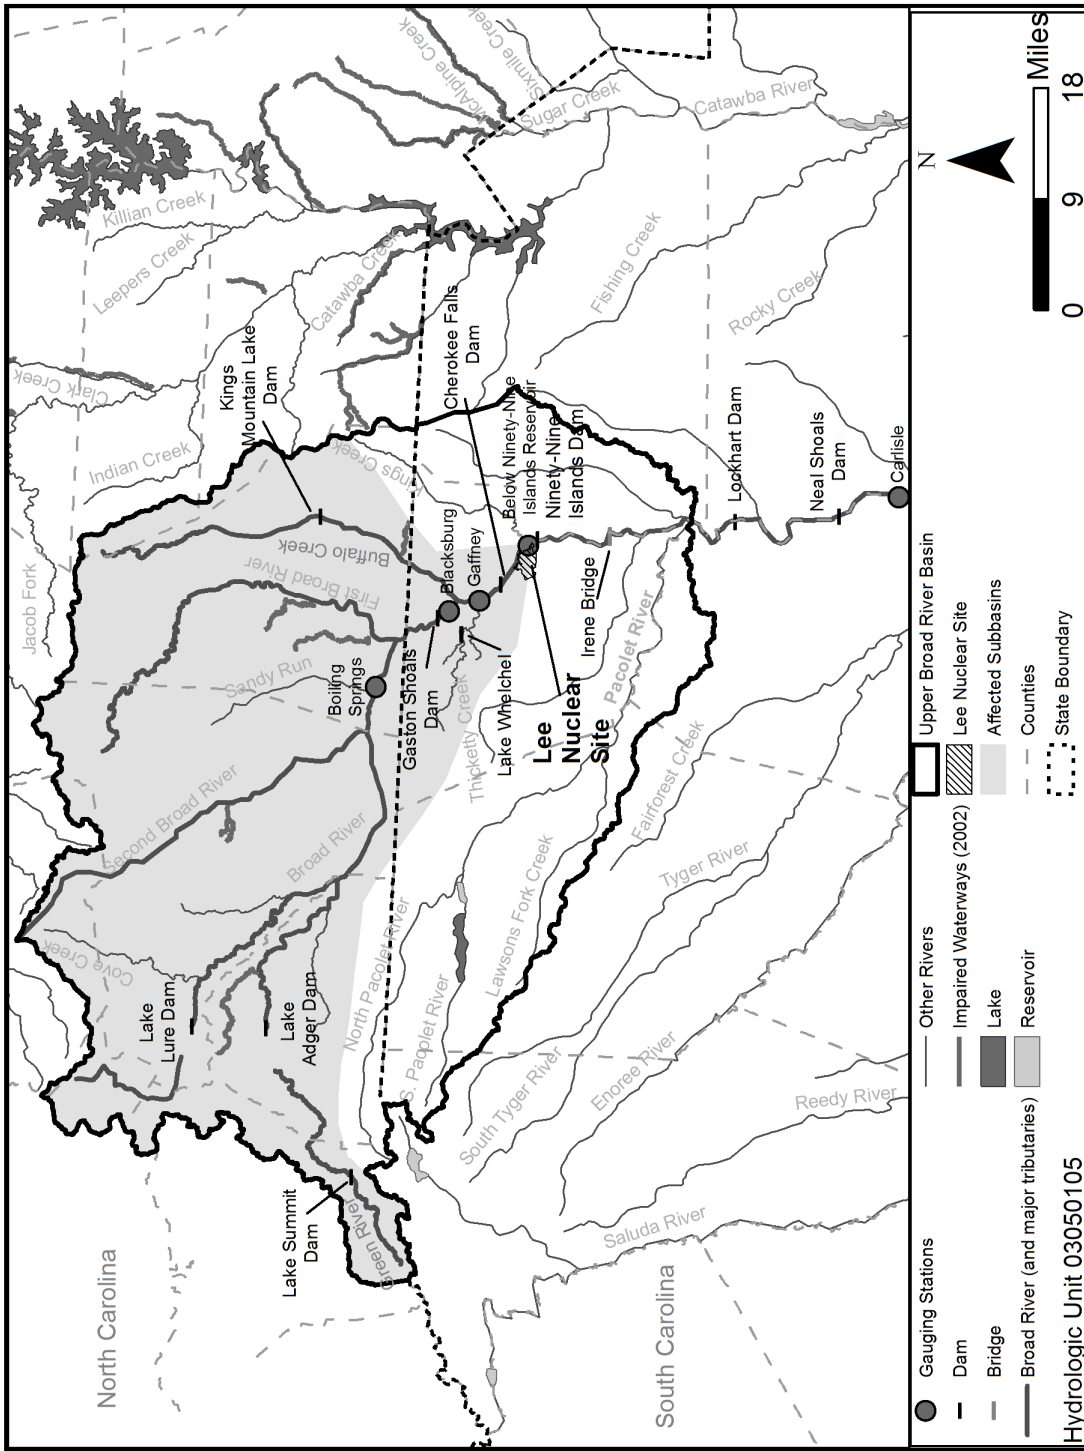 North Carolina
South Carolina
Jacob Fork
Clark Creek
Indian Creek
Leepers Creek
Killian Creek
Catawba Creek
McAlpine Creek
Sixmile Creek
Sugar Creek
Catawba River
Fishing Creek
Rocky Creek
Kings
Mountain Lake
Dam
Cherokee Falls
Dam
Below Ninety-Nine
Islands Reservoir
Ninety-Nine
Islands Dam
Kings Creek
Buffalo Creek
First Broad River
Sandy Run
Second Broad River
Broad River
Cove Creek
Green River
Boiling
Springs
Blacksburg
Gaffney
Gaston Shoals
Dam
Lake Whelchel
Thicketty Creek
Lee
Nuclear
Site
Irene Bridge
Pacolet River
Lockhart Dam
Neal Shoals
Dam
Carlisle
Lake
Lure Dam
Lake
Adger Dam
Lake Summit
Dam
North Pacolet River
S. Pacolet River
Lawsons Fork Creek
Fairforest Creek
Tyger River
South Tyger River
Enoree River
Reedy River
Saluda River
Gauging Stations
Dam
Bridge
Broad River (and major tributaries)
Other Rivers
Impaired Waterways (2002)
Lake
Reservoir
Upper Broad River Basin
Lee Nuclear Site
Affected Subbasins
Counties
State Boundary
N
0 9 18
Miles
Hydrologic Unit 03050105